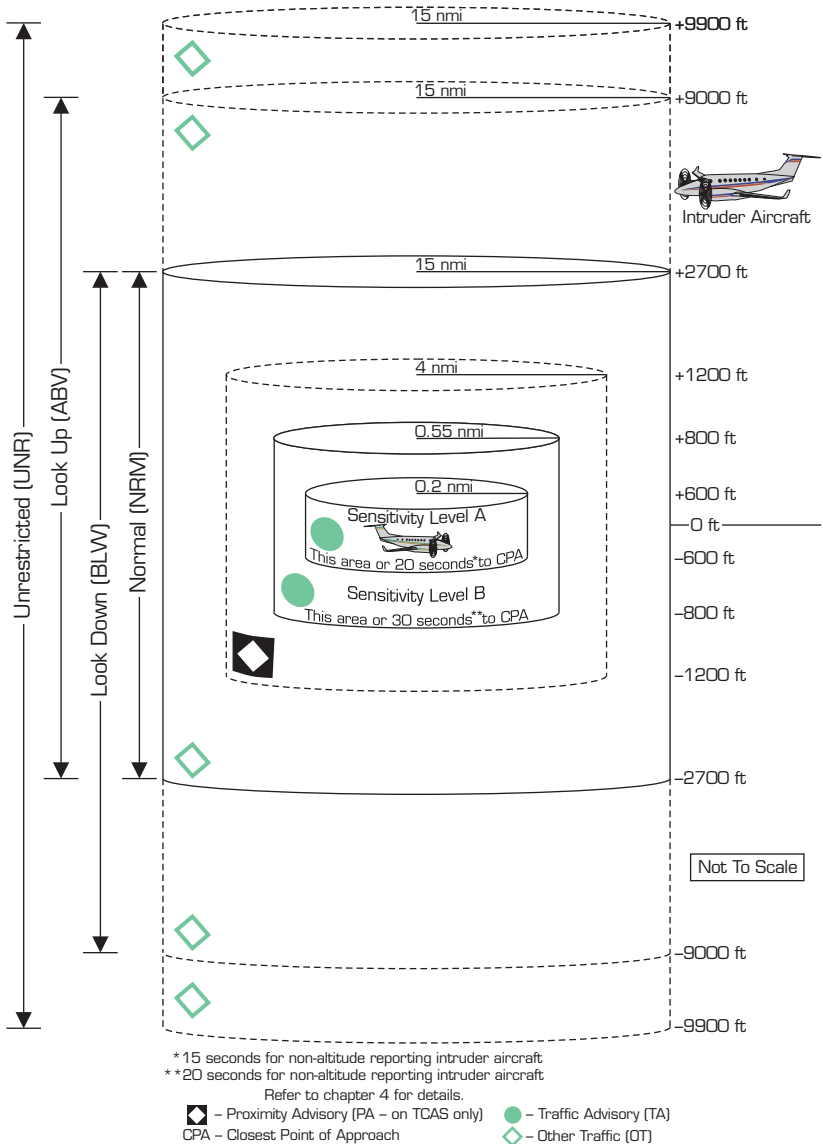 15 nmi
+9900 ft
15 nmi
+9000 ft
Intruder Aircraft
15 nmi
+2700 ft
4 nmi
+1200 ft
0.55 nmi
+800 ft
0.2 nmi
+600 ft
Sensitivity Level A
0 ft
This area or 20 seconds*to CPA
–600 ft
Sensitivity Level B
This area or 30 seconds**to CPA
–800 ft
–1200 ft
–2700 ft
Not To Scale
–9000 ft
–9900 ft
Unrestricted (UNR)
Look Up (ABV)
Look Down (BLW)
Normal (NRM)
*15 seconds for non-altitude reporting intruder aircraft
**20 seconds for non-altitude reporting intruder aircraft
Refer to chapter 4 for details.
– Proximity Advisory (PA – on TCAS only)
– Traffic Advisory (TA)
CPA – Closest Point of Approach
– Other Traffic (OT)